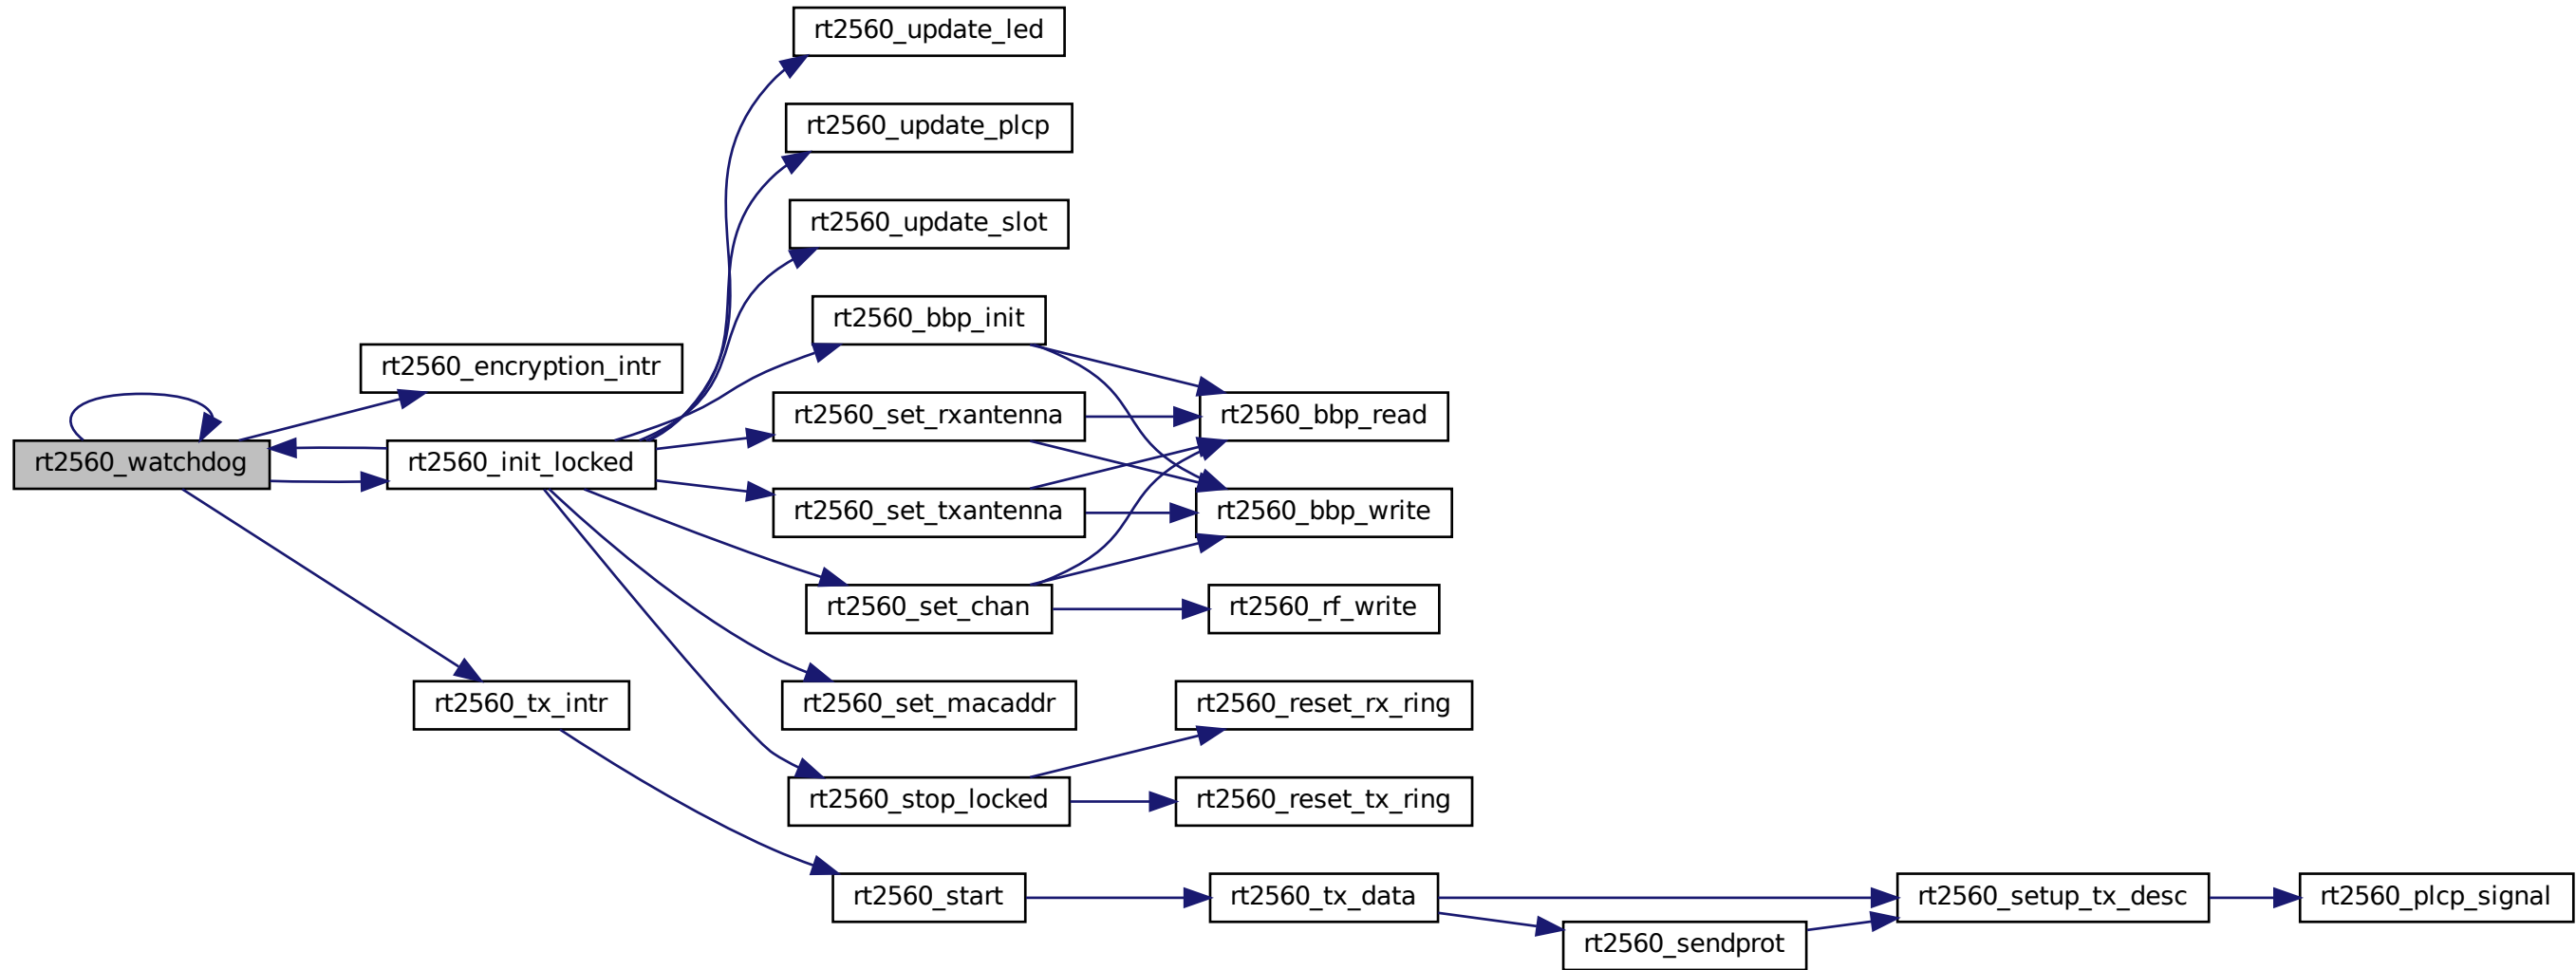 rt2560_update_led
rt2560_update_plcp
rt2560_update_slot
rt2560_bbp_init
rt2560_encryption_intr
rt2560_set_rxantenna
rt2560_bbp_read
rt2560_watchdog
rt2560_init_locked
rt2560_set_txantenna
rt2560_bbp_write
rt2560_set_chan
rt2560_rf_write
rt2560_tx_intr
rt2560_set_macaddr
rt2560_reset_rx_ring
rt2560_stop_locked
rt2560_reset_tx_ring
rt2560_start
rt2560_tx_data
rt2560_setup_tx_desc
rt2560_plcp_signal
rt2560_sendprot